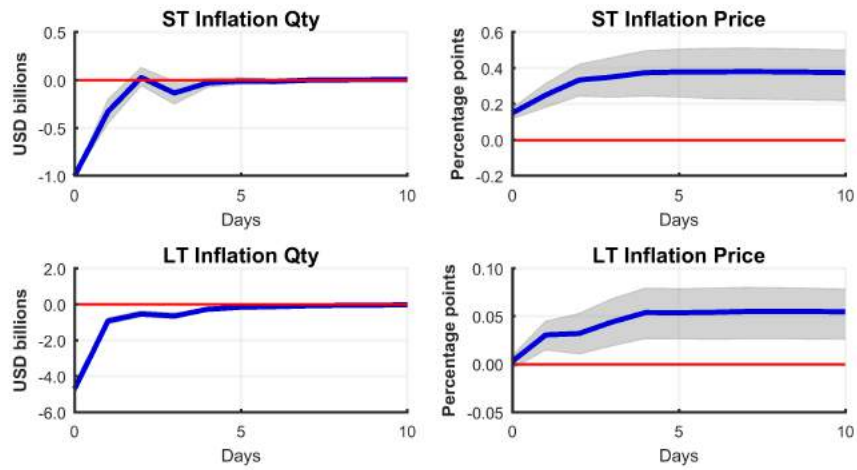 ST Inflation Qty
USD billions
0.5
0.0
-0.5
-1.0
0 5 10
Days
ST Inflation Price
Percentage points
0.6
0.4
0.2
0.0
-0.2
0 5 10
Days
LT Inflation Qty
USD billions
2.0
0.0
-2.0
-4.0
-6.0
0 5 10
Days
LT Inflation Price
Percentage points
0.10
0.05
0.00
-0.05
0 5 10
Days